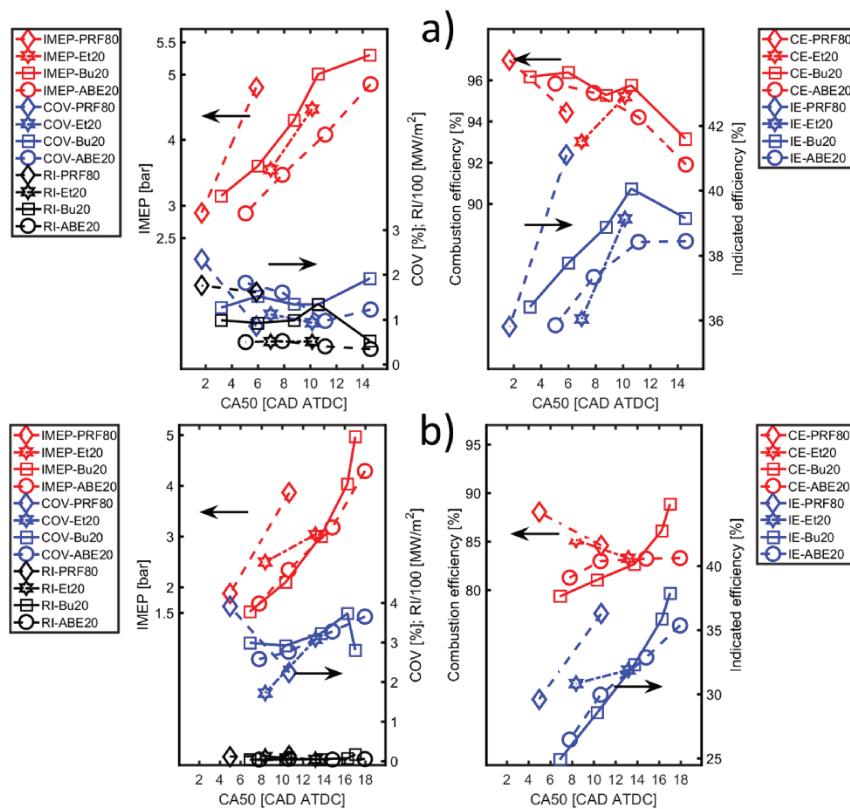 a)
IMEP-PRF80
IMEP-Et20
IMEP-Bu20
IMEP-ABE20
COV-PRF80
COV-Et20
COV-Bu20
COV-ABE20
RI-PRF80
RI-Et20
RI-Bu20
RI-ABE20
IMEP [bar]
5.5
5
4
3
2.5
COV [%]; RI/100 [MW/m²]
3
2
1
0
2 4 6 8 10 12 14
CA50 [CAD ATDC]
Combustion efficiency [%]
96
94
92
90
Indicated efficiency [%]
42
40
38
36
2 4 6 8 10 12 14
CA50 [CAD ATDC]
CE-PRF80
CE-Et20
CE-Bu20
CE-ABE20
IE-PRF80
IE-Et20
IE-Bu20
IE-ABE20
b)
IMEP-PRF80
IMEP-Et20
IMEP-Bu20
IMEP-ABE20
COV-PRF80
COV-Et20
COV-Bu20
COV-ABE20
RI-PRF80
RI-Et20
RI-Bu20
RI-ABE20
IMEP [bar]
5
4
3
2
1.5
COV [%]; RI/100 [MW/m²]
4
3
2
1
0
2 4 6 8 10 12 14 16 18
CA50 [CAD ATDC]
Combustion efficiency [%]
95
90
85
80
Indicated efficiency [%]
40
35
30
25
2 4 6 8 10 12 14 16 18
CA50 [CAD ATDC]
CE-PRF80
CE-Et20
CE-Bu20
CE-ABE20
IE-PRF80
IE-Et20
IE-Bu20
IE-ABE20